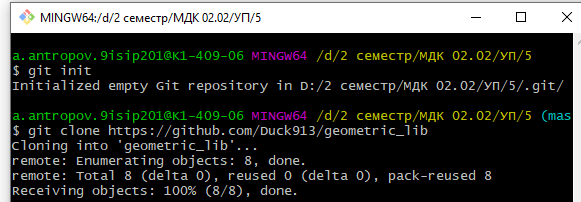 MINGW64:/d/2 семестр/МДК 02.02/УП/5
a.antropov.9isip201@K1-409-06 MINGW64 /d/2 семестр/МДК 02.02/УП/5
$ git init
Initialized empty Git repository in D:/2 семестр/МДК 02.02/УП/5/.git/
a.antropov.9isip201@K1-409-06 MINGW64 /d/2 семестр/МДК 02.02/УП/5 (mas
$ git clone https://github.com/Duck913/geometric_lib
Cloning into 'geometric_lib'...
remote: Enumerating objects: 8, done.
remote: Total 8 (delta 0), reused 0 (delta 0), pack-reused 8
Receiving objects: 100% (8/8), done.